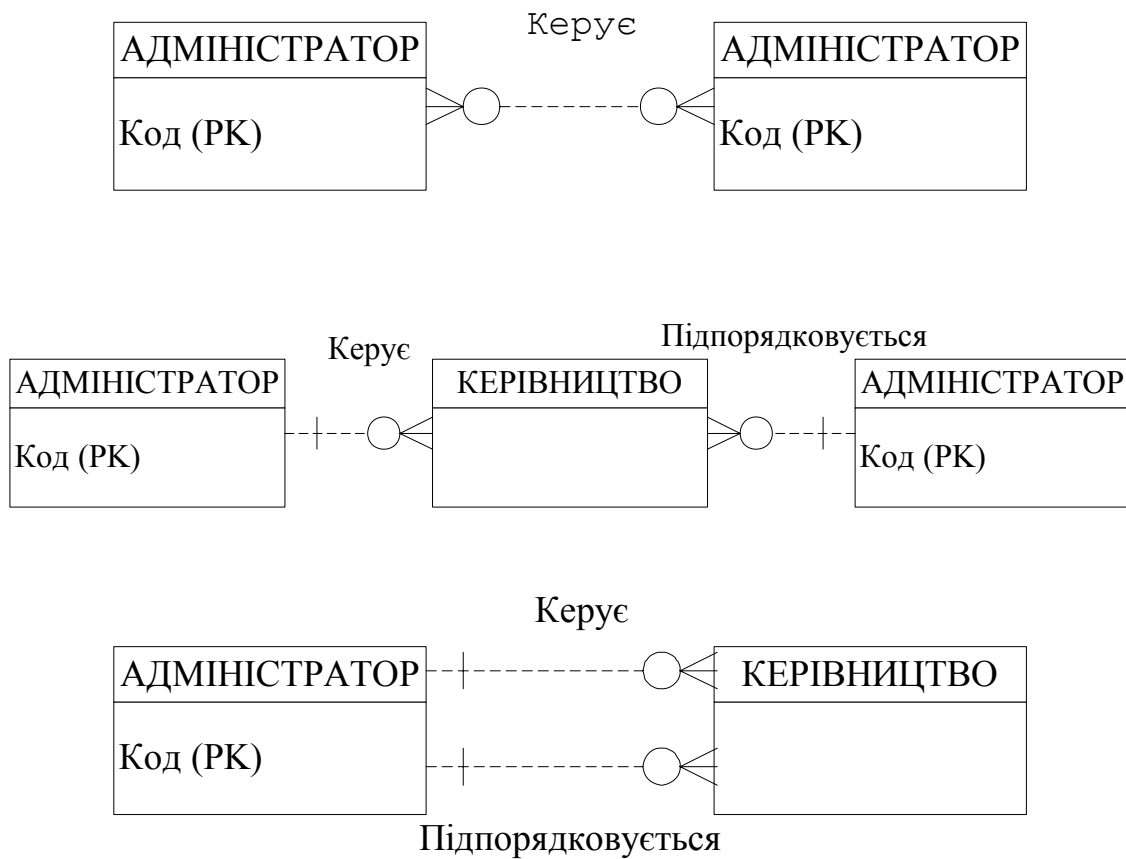 Керує
АДМІНІСТРАТОР
АДМІНІСТРАТОР
Код (PK)
Код (PK)
Керує
Підпорядковується
АДМІНІСТРАТОР
КЕРІВНИЦТВО
АДМІНІСТРАТОР
Код (PK)
Код (PK)
Керує
АДМІНІСТРАТОР
КЕРІВНИЦТВО
Код (PK)
Підпорядковується